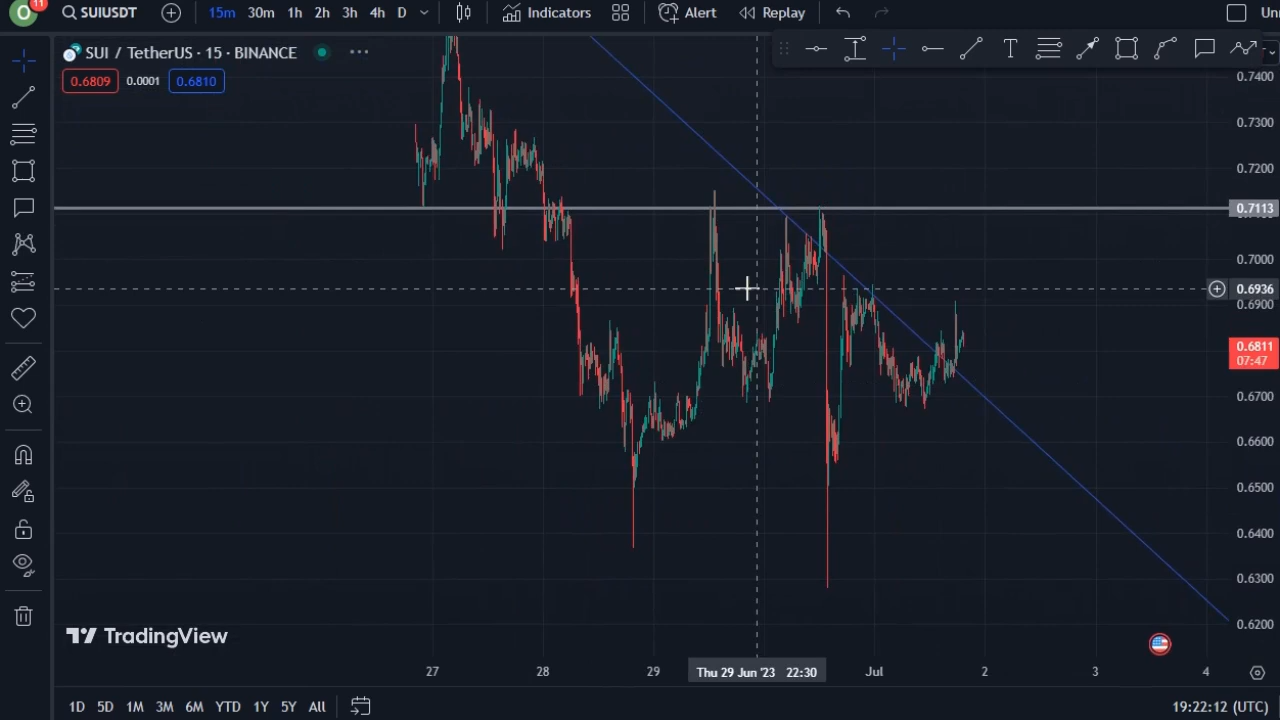 11
SUIUSDT 15m 30m 1h 2h 3h 4h D Indicators Alert Replay
SUI / TetherUS · 15 · BINANCE
0.6809 0.0001 0.6810
0.7400
0.7300
0.7200
0.7113
0.7000
0.6936
0.6900
0.6811
07:47
0.6700
0.6600
0.6500
0.6400
0.6300
0.6200
TradingView
27 28 29 Thu 29 Jun '23 22:30 Jul 2 3 4
1D 5D 1M 3M 6M YTD 1Y 5Y All 19:22:12 (UTC)